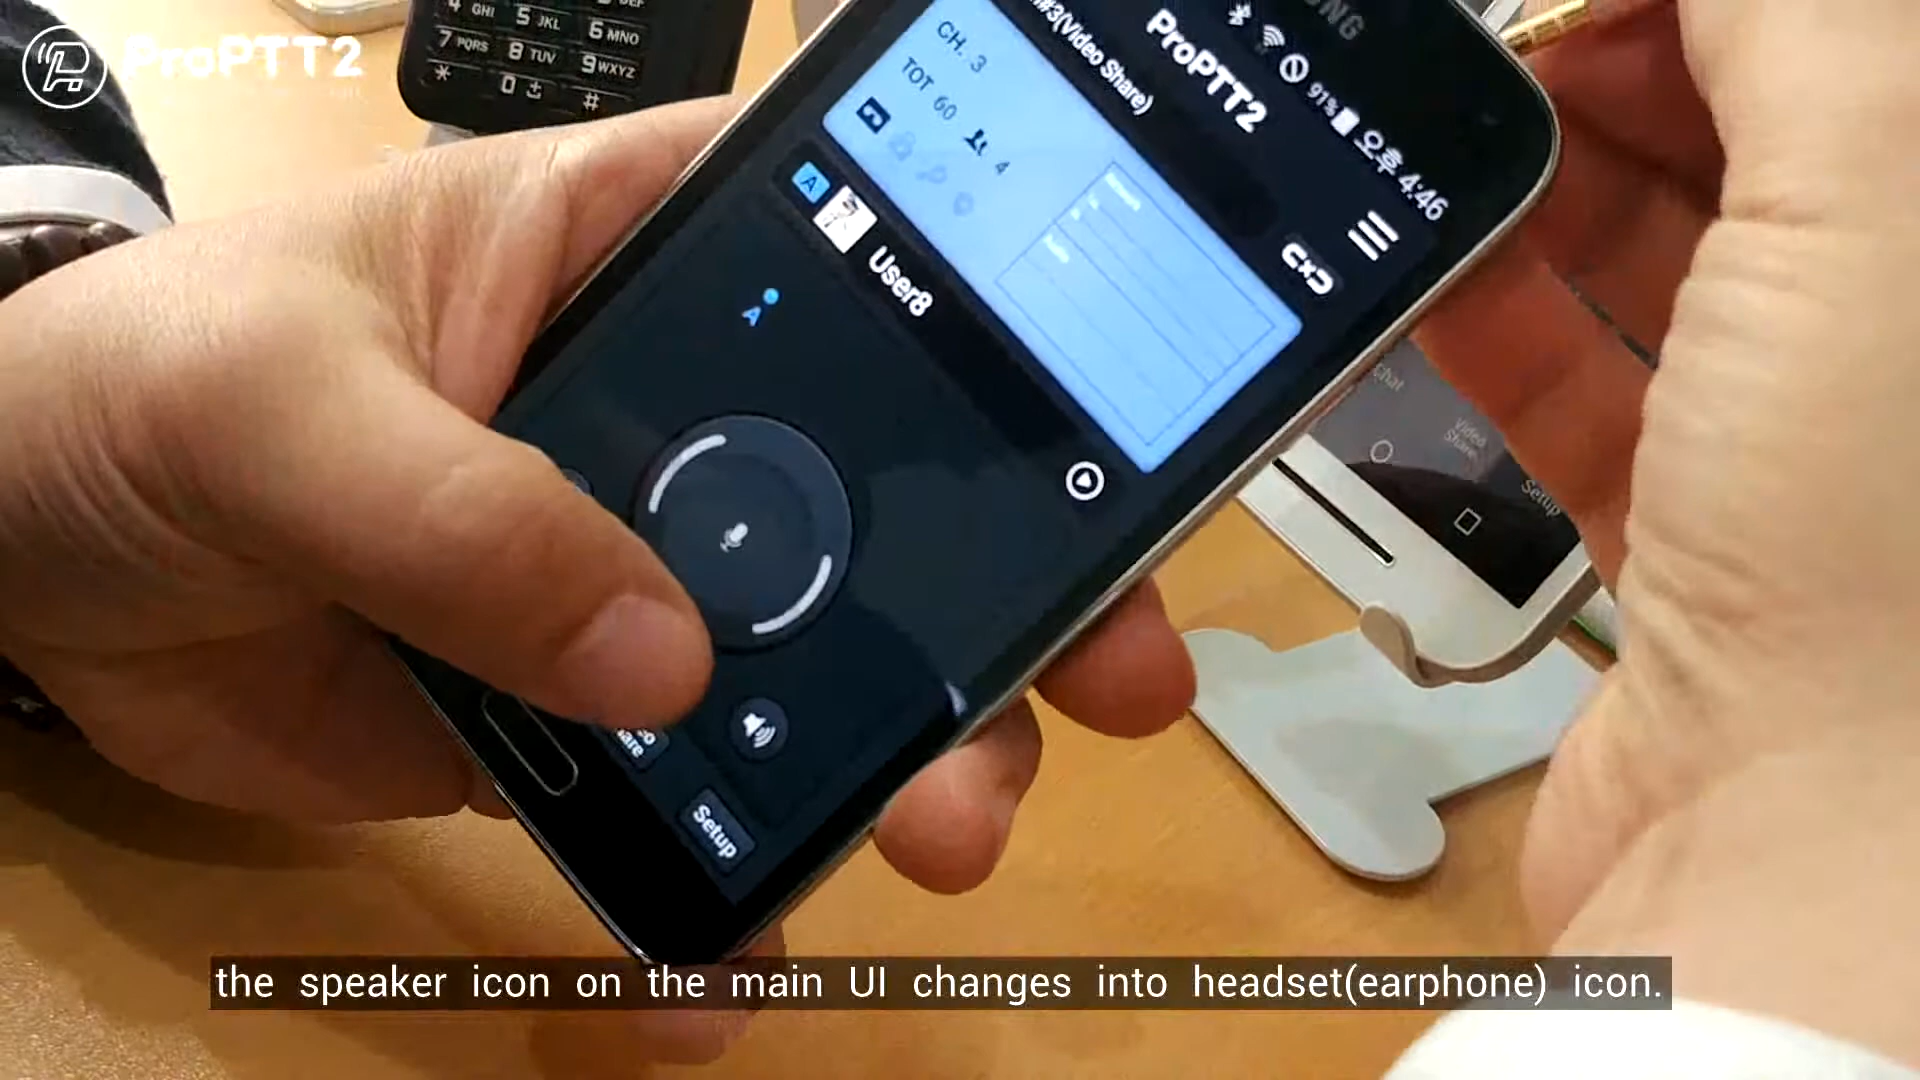 ProPTT2
4 GHI
5 JKL
6 MNO
7 PQRS
8 TUV
9 WXYZ
*
0
#
91%
오후 4:46
ProPTT2
#3(Video Share)
CH. 3
TOT 60
4
A
User8
A
Setup
Chat
Video
Share
Setup
the speaker icon on the main UI changes into headset(earphone) icon.